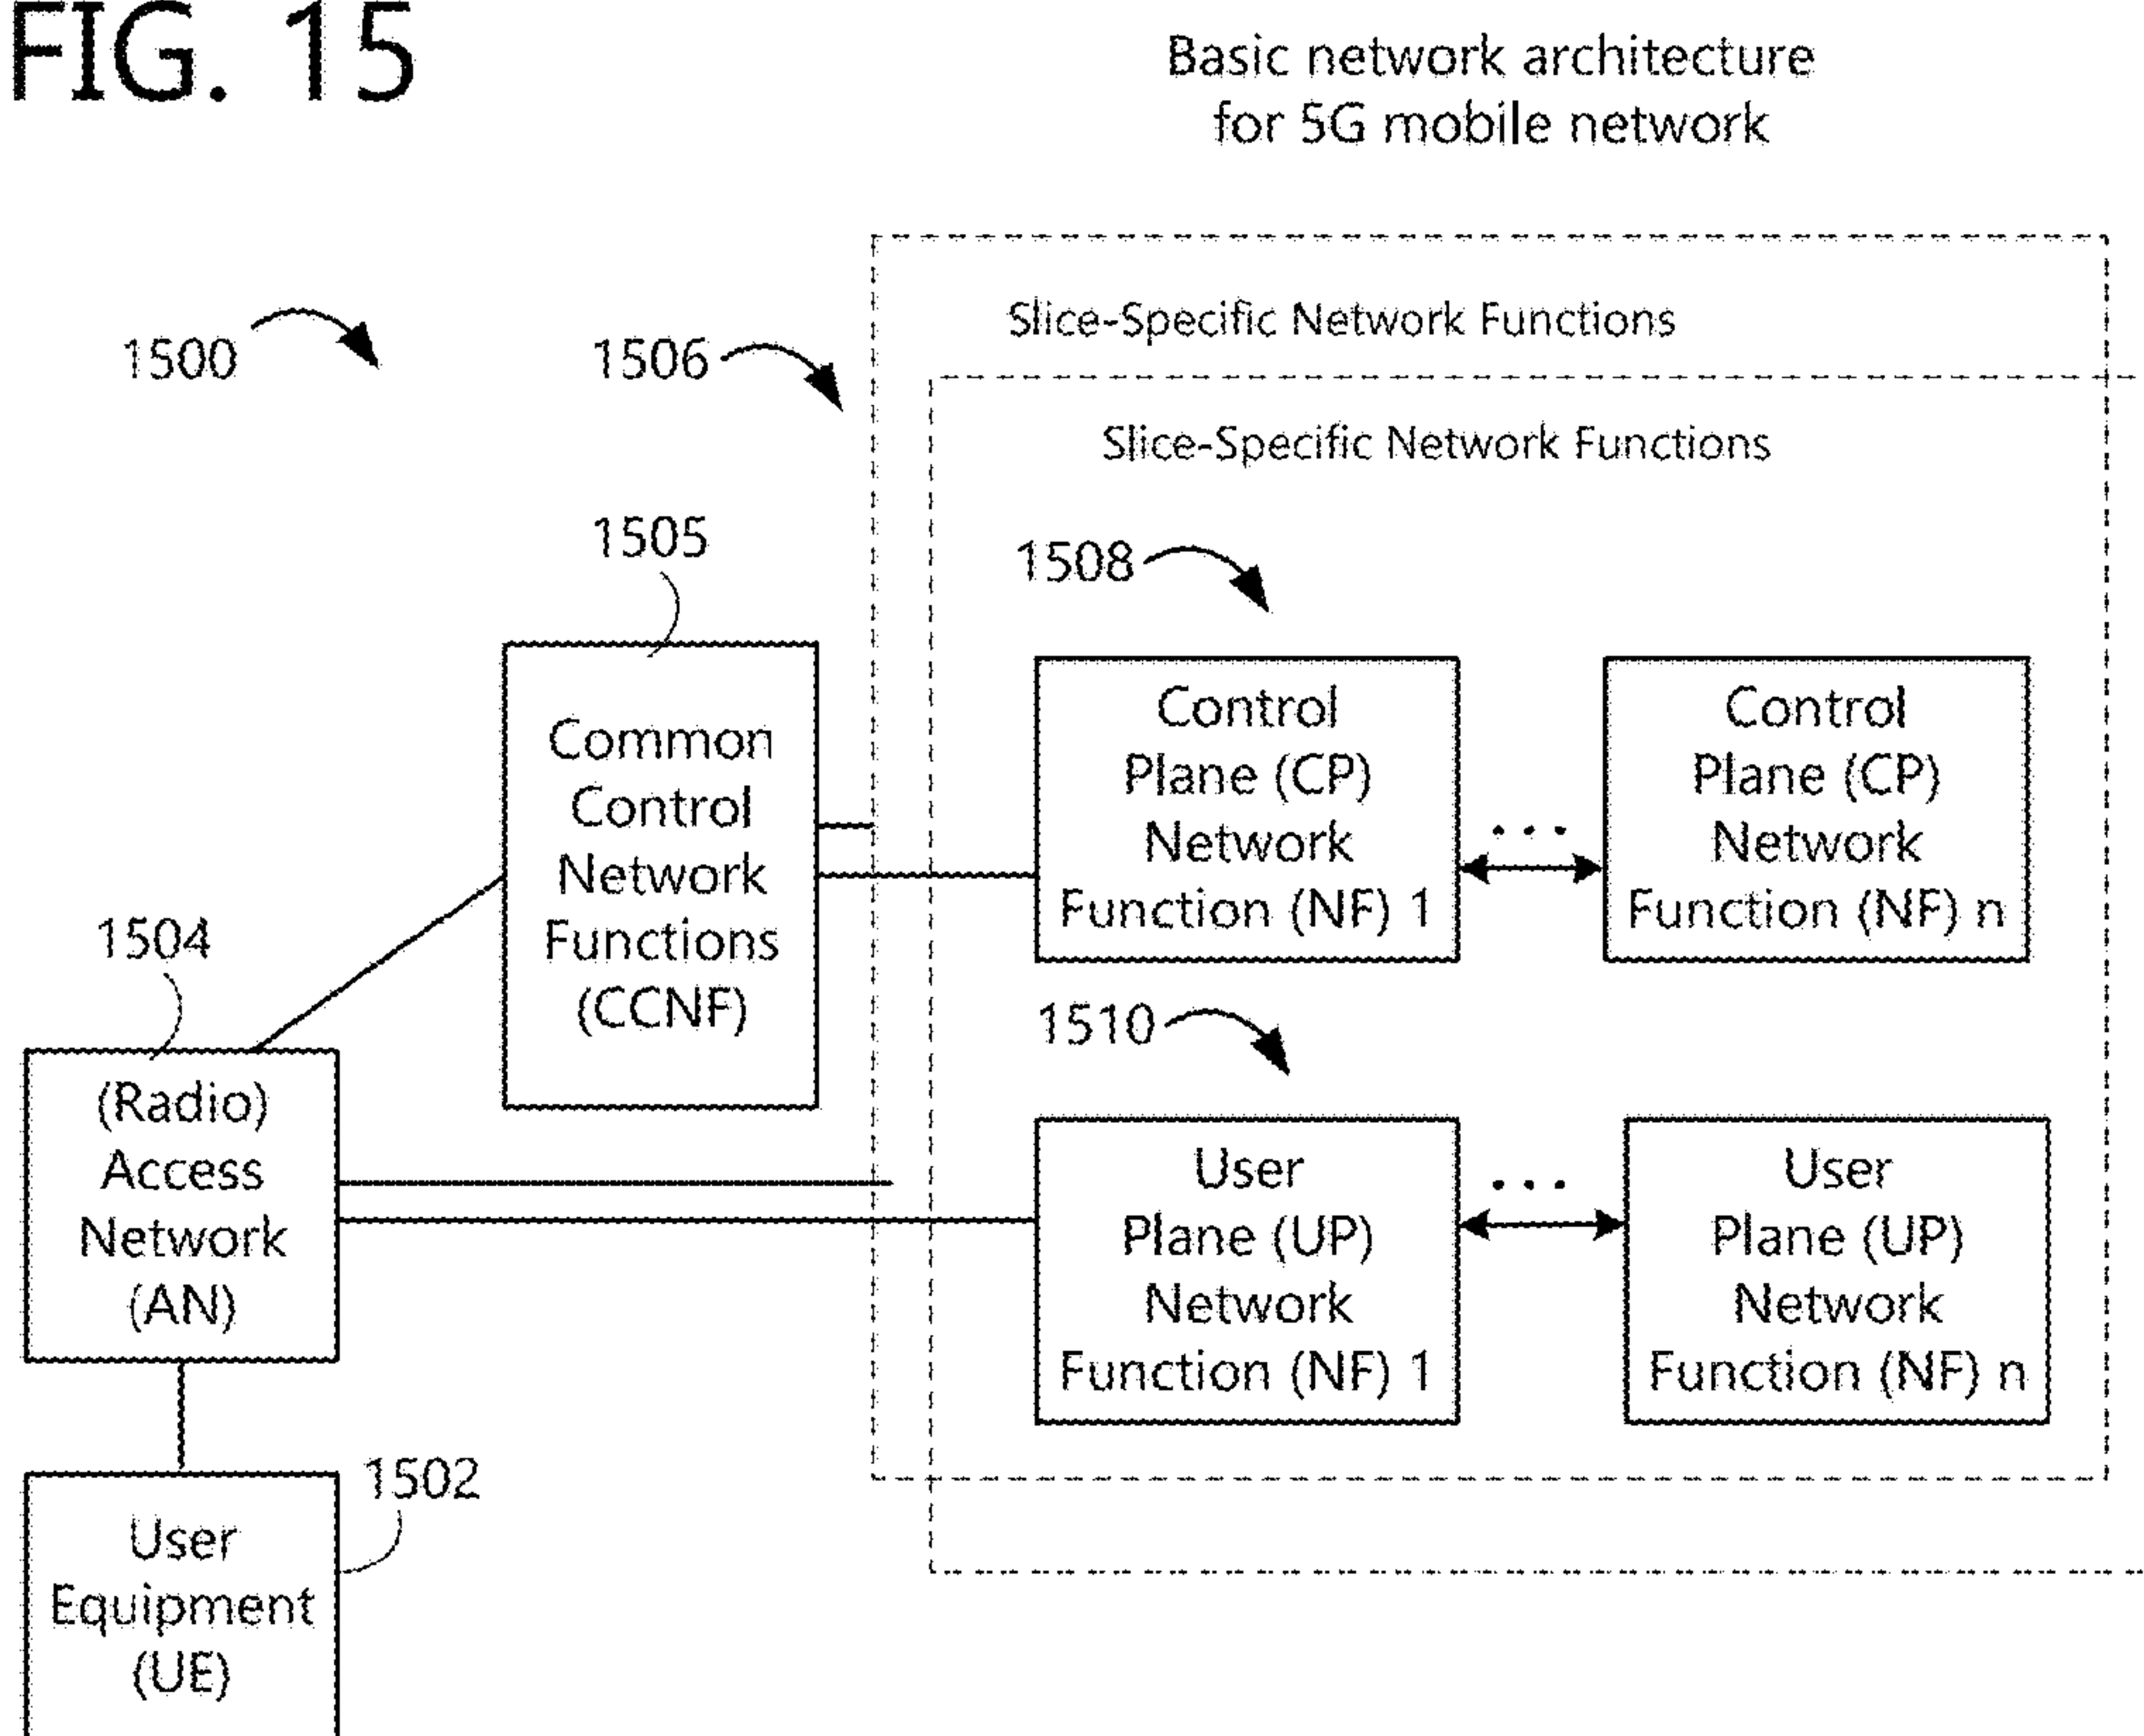 FIG. 15
Basic network architecture
for 5G mobile network
Slice-Specific Network Functions
1500
1506
Slice-Specific Network Functions
1505
1508
Common
Control
Network
Functions
(CCNF)
Control
Plane (CP)
Network
Function (NF) 1
...
Control
Plane (CP)
Network
Function (NF) n
1504
1510
(Radio)
Access
Network
(AN)
User
Plane (UP)
Network
Function (NF) 1
...
User
Plane (UP)
Network
Function (NF) n
1502
User
Equipment
(UE)